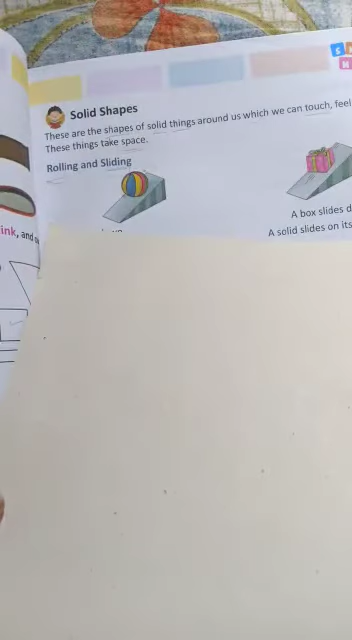 Solid Shapes
These are the shapes of solid things around us which we can touch, feel
These things take space.
Rolling and Sliding
A box slides d
A solid slides on its
ink, and